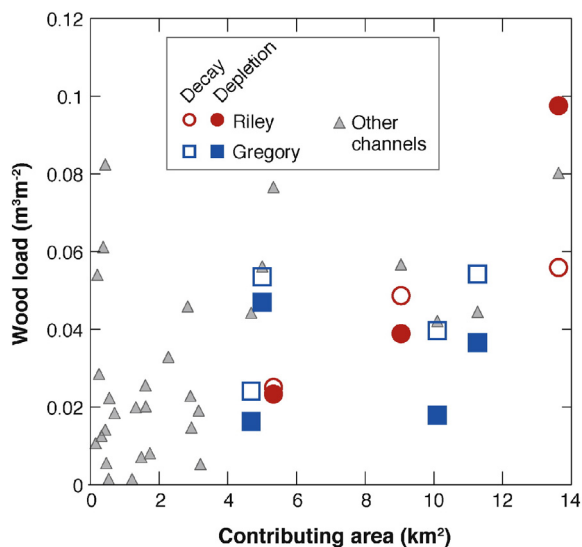 0.12
0.1
0.08
0.06
0.04
0.02
0
Wood load (m³m⁻²)
Decay
Depletion
Riley
Gregory
Other
channels
0 2 4 6 8 10 12 14
Contributing area (km²)